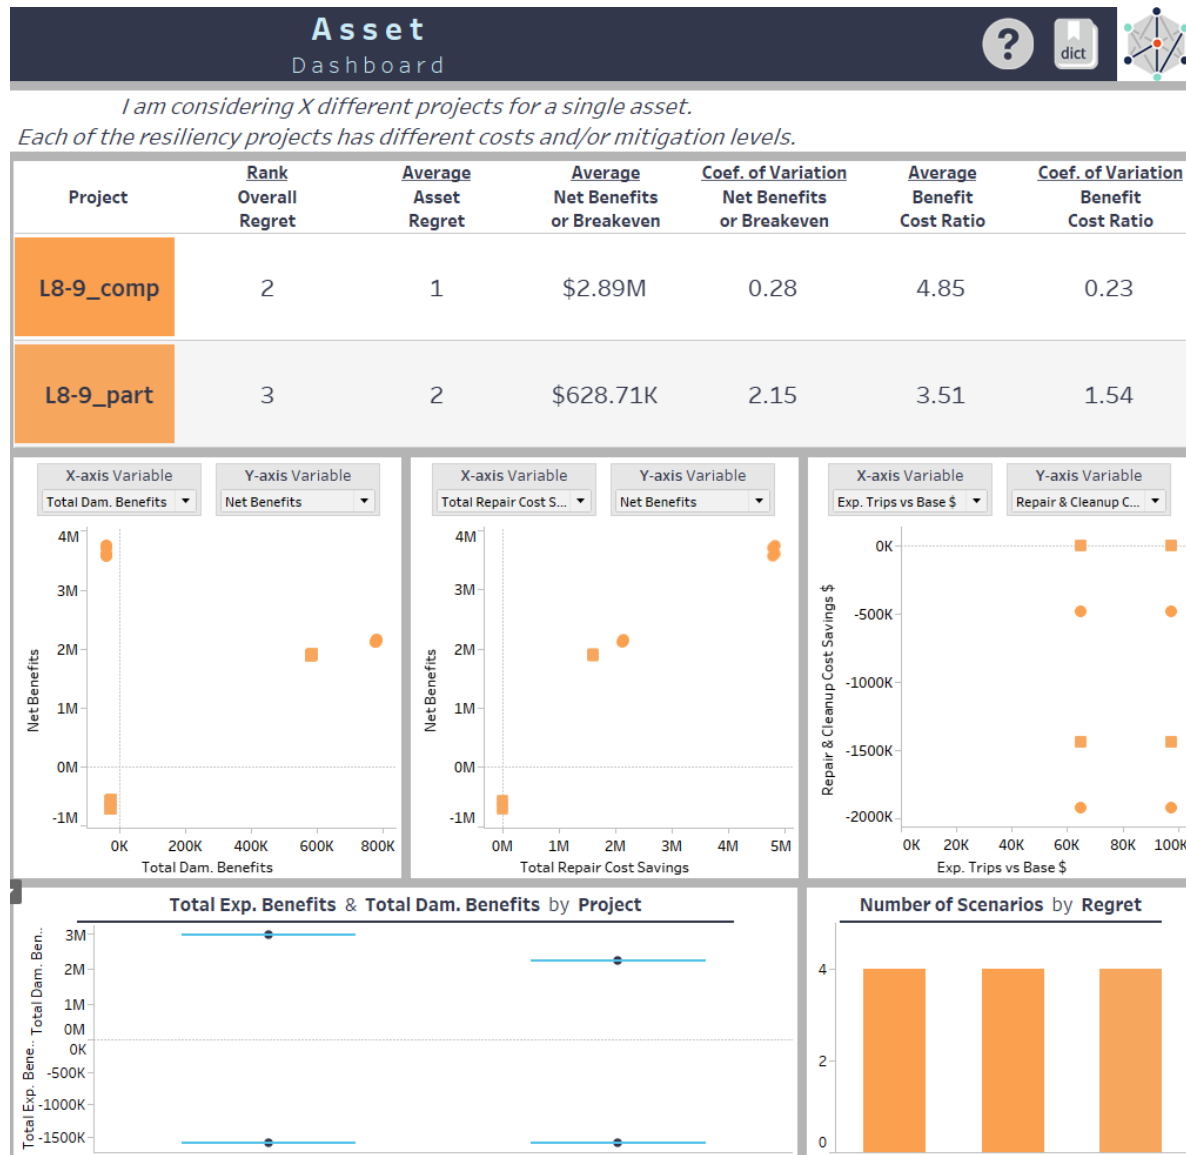 Asset
Dashboard
?
dict
I am considering X different projects for a single asset.
Each of the resiliency projects has different costs and/or mitigation levels.
Project
Rank Overall Regret
Average Asset Regret
Average Net Benefits or Breakeven
Coef. of Variation Net Benefits or Breakeven
Average Benefit Cost Ratio
Coef. of Variation Benefit Cost Ratio
L8-9_comp 2 1 $2.89M 0.28 4.85 0.23
L8-9_part 3 2 $628.71K 2.15 3.51 1.54
X-axis Variable Y-axis Variable
Total Dam. Benefits Net Benefits
4M
3M
2M
1M
0M
-1M
Net Benefits
0K 200K 400K 600K 800K
Total Dam. Benefits
X-axis Variable Y-axis Variable
Total Repair Cost S... Net Benefits
4M
3M
2M
1M
0M
-1M
Net Benefits
0M 1M 2M 3M 4M 5M
Total Repair Cost Savings
X-axis Variable Y-axis Variable
Exp. Trips vs Base $ Repair & Cleanup C...
0K
-500K
-1000K
-1500K
-2000K
Repair & Cleanup Cost Savings $
0K 20K 40K 60K 80K 100K
Exp. Trips vs Base $
Total Exp. Benefits & Total Dam. Benefits by Project
Total Dam. Ben..
3M
2M
1M
0M
Total Exp. Bene..
0K
-500K
-1000K
-1500K
Number of Scenarios by Regret
4
2
0